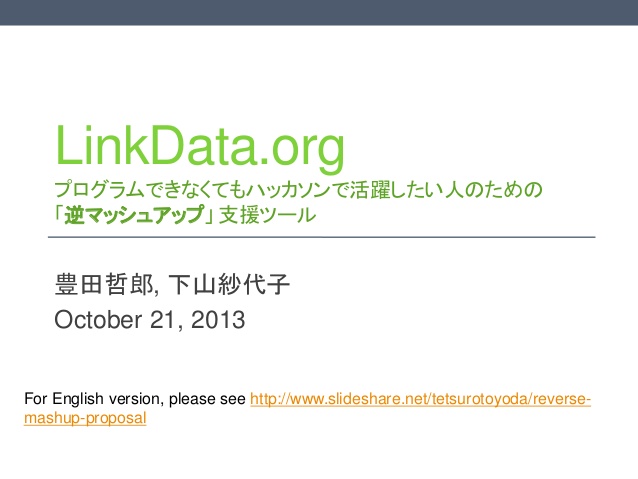 LinkData.org
プログラムできなくてもハッカソンで活躍したい人のための
「逆マッシュアップ」支援ツール
豊田哲郎, 下山紗代子
October 21, 2013
For English version, please see http://www.slideshare.net/tetsurotoyoda/reverse-
mashup-proposal